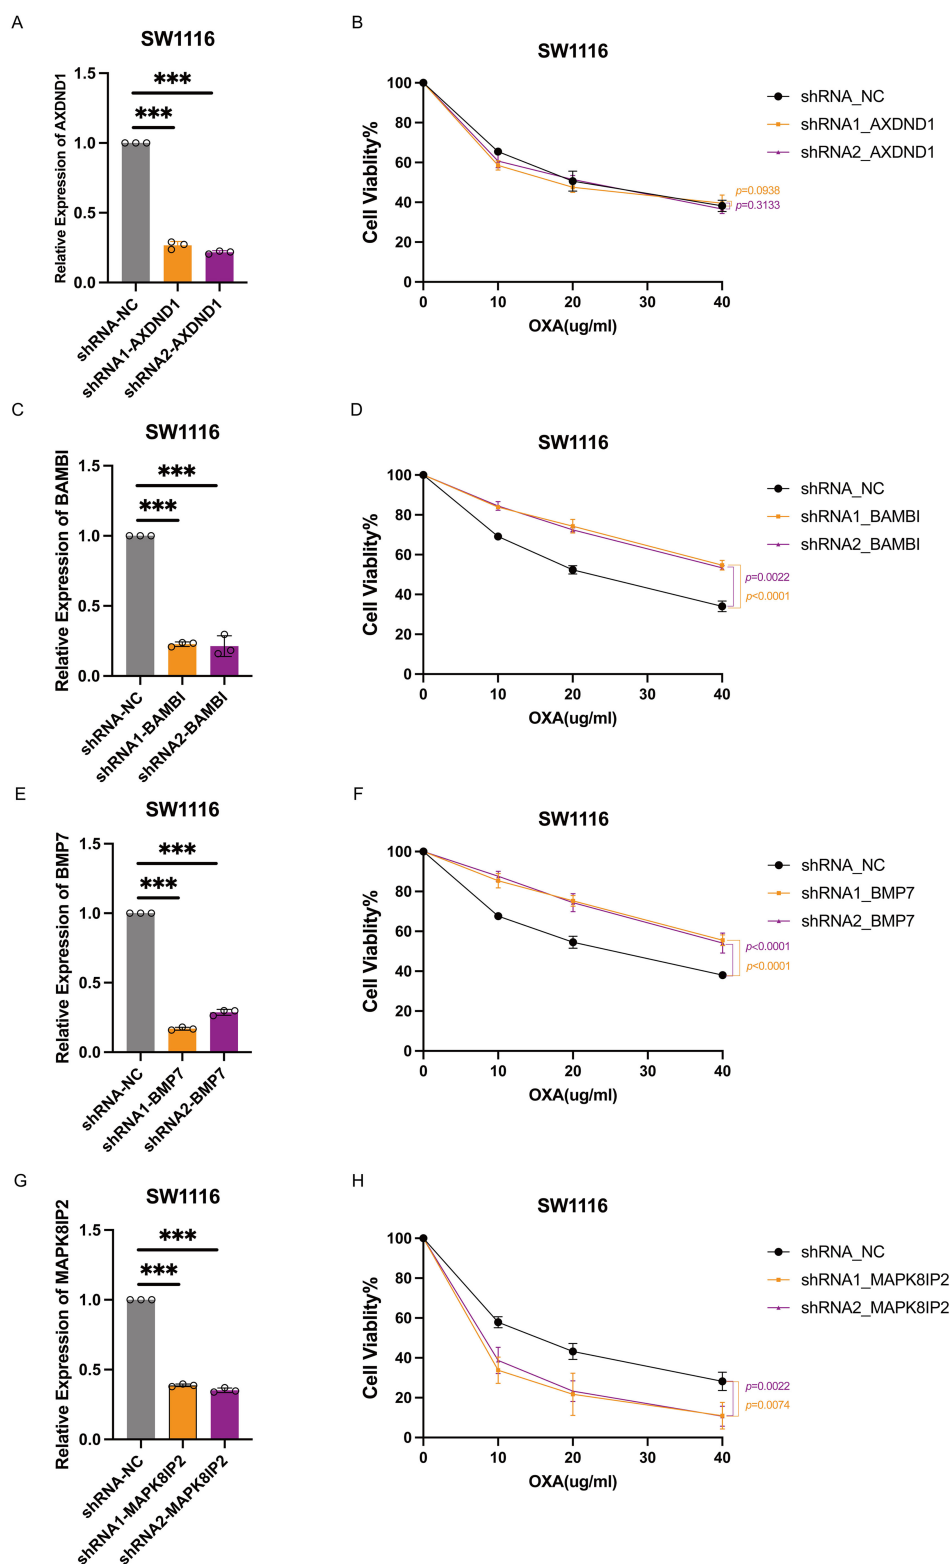 A
SW1116
Relative Expression of AXDND1
1.5
1.0
0.5
0.0
***
***
shRNA-NC
shRNA1-AXDND1
shRNA2-AXDND1
B
SW1116
Cell Viablity%
100
80
60
40
20
0
0
10
20
30
40
OXA(ug/ml)
shRNA_NC
shRNA1_AXDND1
shRNA2_AXDND1
p=0.0938
p=0.3133
C
SW1116
Relative Expression of BAMBI
1.5
1.0
0.5
0.0
***
***
shRNA-NC
shRNA1-BAMBI
shRNA2-BAMBI
D
SW1116
Cell Viablity%
100
80
60
40
20
0
0
10
20
30
40
OXA(ug/ml)
shRNA_NC
shRNA1_BAMBI
shRNA2_BAMBI
p=0.0022
p<0.0001
E
SW1116
Relative Expression of BMP7
1.5
1.0
0.5
0.0
***
***
shRNA-NC
shRNA1-BMP7
shRNA2-BMP7
F
SW1116
Cell Viablity%
100
80
60
40
20
0
0
10
20
30
40
OXA(ug/ml)
shRNA_NC
shRNA1_BMP7
shRNA2_BMP7
p<0.0001
p<0.0001
G
SW1116
Relative Expression of MAPK8IP2
1.5
1.0
0.5
0.0
***
***
shRNA-NC
shRNA1-MAPK8IP2
shRNA2-MAPK8IP2
H
SW1116
Cell Viablity%
100
80
60
40
20
0
0
10
20
30
40
OXA(ug/ml)
shRNA_NC
shRNA1_MAPK8IP2
shRNA2_MAPK8IP2
p=0.0022
p=0.0074